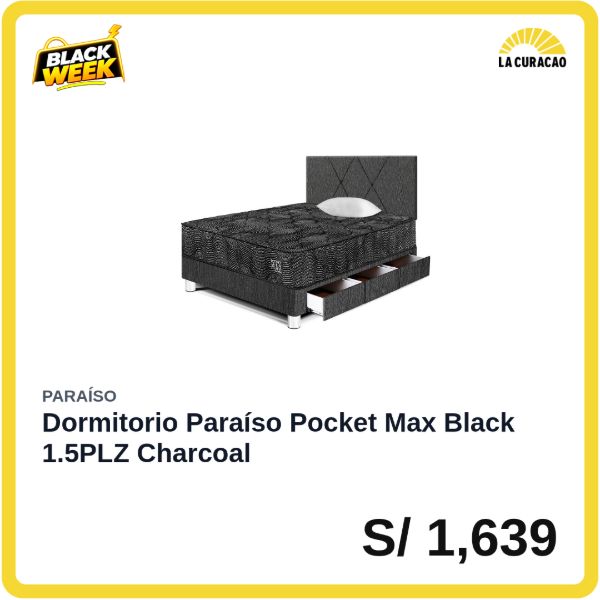 BLACK
WEEK
LA CURACAO
PARAÍSO
Dormitorio Paraíso Pocket Max Black
1.5PLZ Charcoal
S/ 1,639